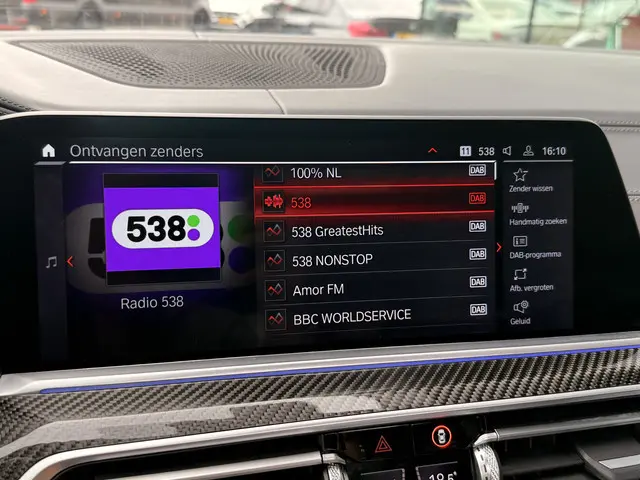 Ontvangen zenders
11 538 16:10
100% NL DAB
538 DAB
538 GreatestHits DAB
538 NONSTOP DAB
Amor FM DAB
BBC WORLDSERVICE DAB
538
Radio 538
Zender wissen
Handmatig zoeken
DAB-programma
Afb. vergroten
Geluid